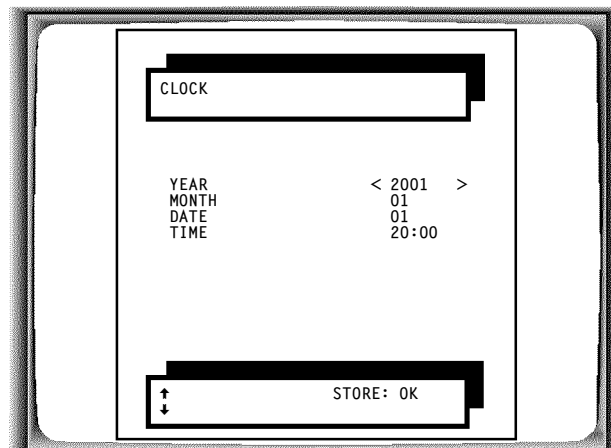 CLOCK
YEAR < 2001 >
MONTH 01
DATE 01
TIME 20:00
↑ STORE: OK
↓